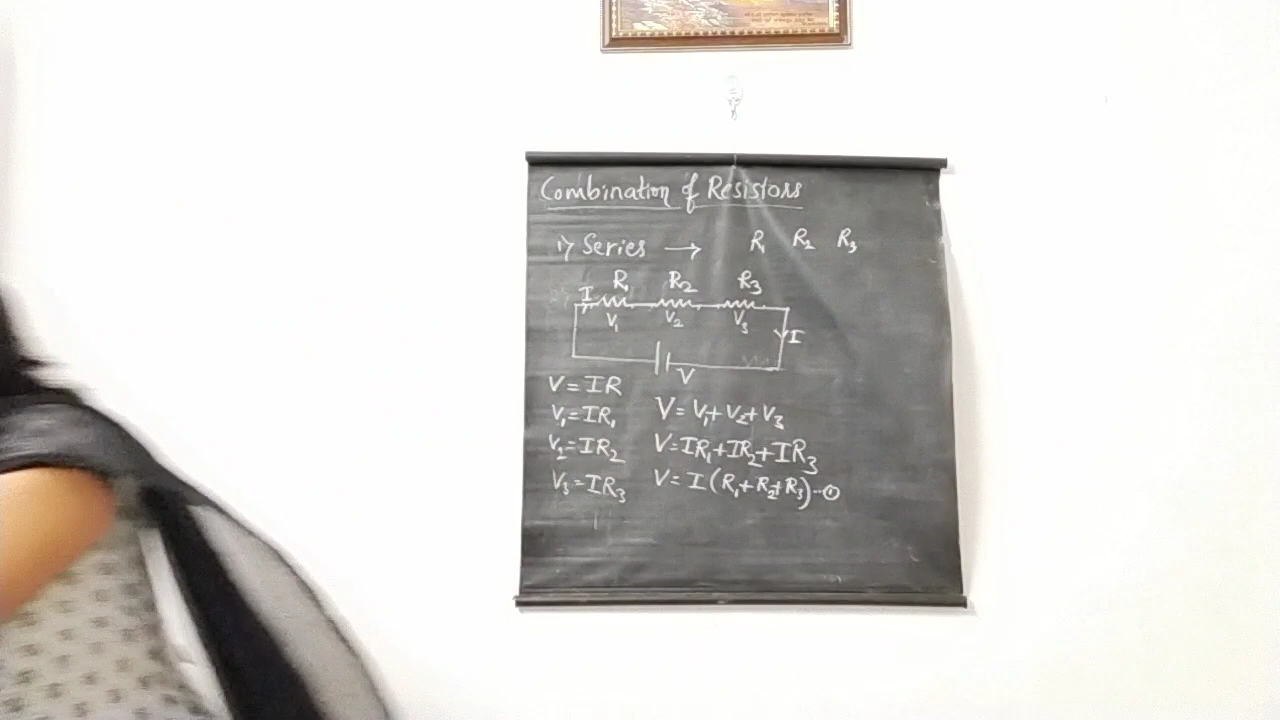 Combination of Resistors
i) Series → R₁ R₂ R₃
R₁ R₂ R₃
I
V₁ V₂ V₃
I
V
V = IR
V₁ = IR₁ V = V₁ + V₂ + V₃
V₂ = IR₂ V = IR₁ + IR₂ + IR₃
V₃ = IR₃ V = I (R₁ + R₂ + R₃) --- ①